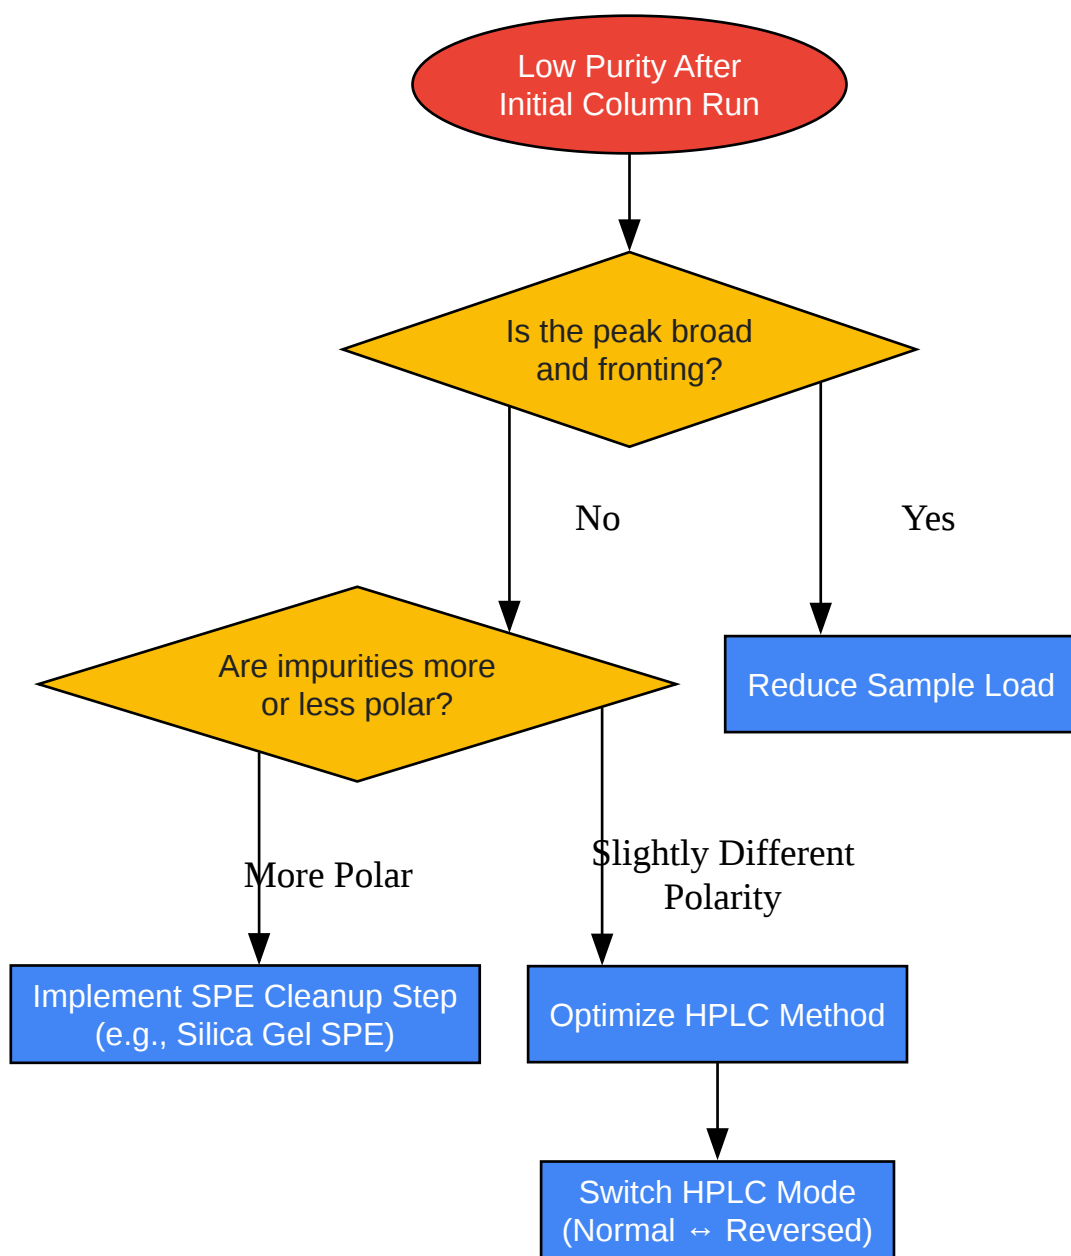 Low Purity After
Initial Column Run
Is the peak broad
and fronting?
No
Yes
Are impurities more
or less polar?
Reduce Sample Load
More Polar
Slightly Different
Polarity
Implement SPE Cleanup Step
(e.g., Silica Gel SPE)
Optimize HPLC Method
Switch HPLC Mode
(Normal ↔ Reversed)